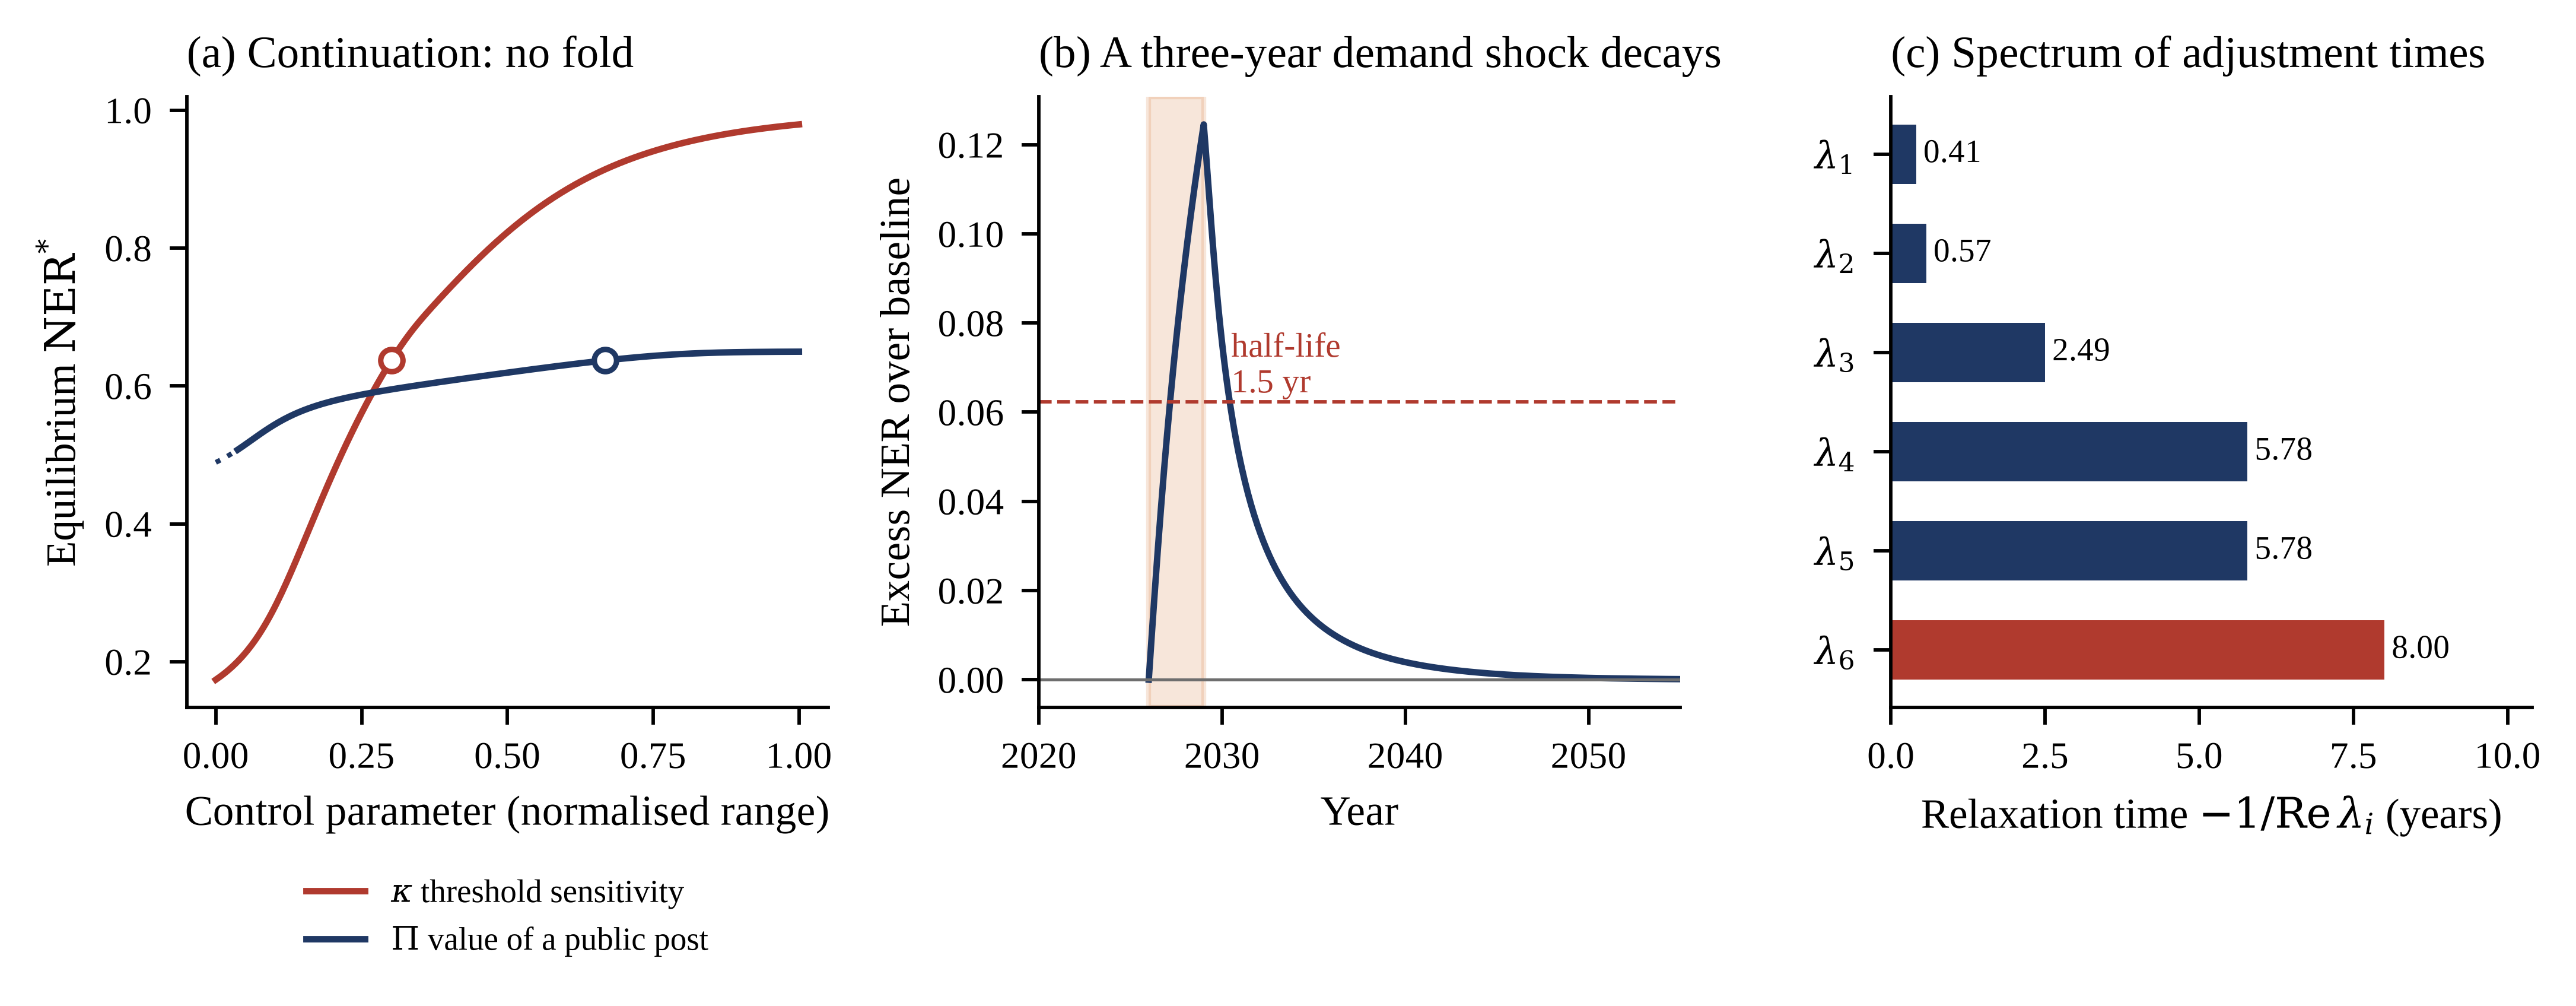 (a) Continuation: no fold
Equilibrium NER*
1.0
0.8
0.6
0.4
0.2
0.00 0.25 0.50 0.75 1.00
Control parameter (normalised range)
κ threshold sensitivity
Π value of a public post
(b) A three-year demand shock decays
Excess NER over baseline
0.12
0.10
0.08
0.06
0.04
0.02
0.00
half-life
1.5 yr
2020 2030 2040 2050
Year
(c) Spectrum of adjustment times
λ1 0.41
λ2 0.57
λ3 2.49
λ4 5.78
λ5 5.78
λ6 8.00
0.0 2.5 5.0 7.5 10.0
Relaxation time −1/Re λi (years)